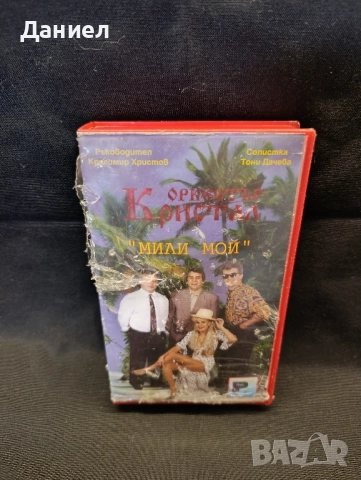 Даниел
Ръководител
Красимир Христов
Солистка
Тони Дачева
ОРКЕСТЪР
Кристал
"МИЛИ МОЙ"
BAZAR